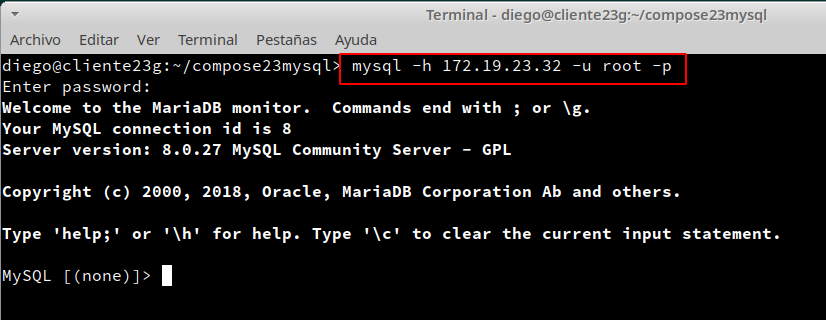 Terminal - diego@cliente23g:~/compose23mysql
Archivo Editar Ver Terminal Pestañas Ayuda
diego@cliente23g:~/compose23mysql> mysql -h 172.19.23.32 -u root -p
Enter password:
Welcome to the MariaDB monitor.  Commands end with ; or \g.
Your MySQL connection id is 8
Server version: 8.0.27 MySQL Community Server - GPL
Copyright (c) 2000, 2018, Oracle, MariaDB Corporation Ab and others.
Type 'help;' or '\h' for help. Type '\c' to clear the current input statement.
MySQL [(none)]>